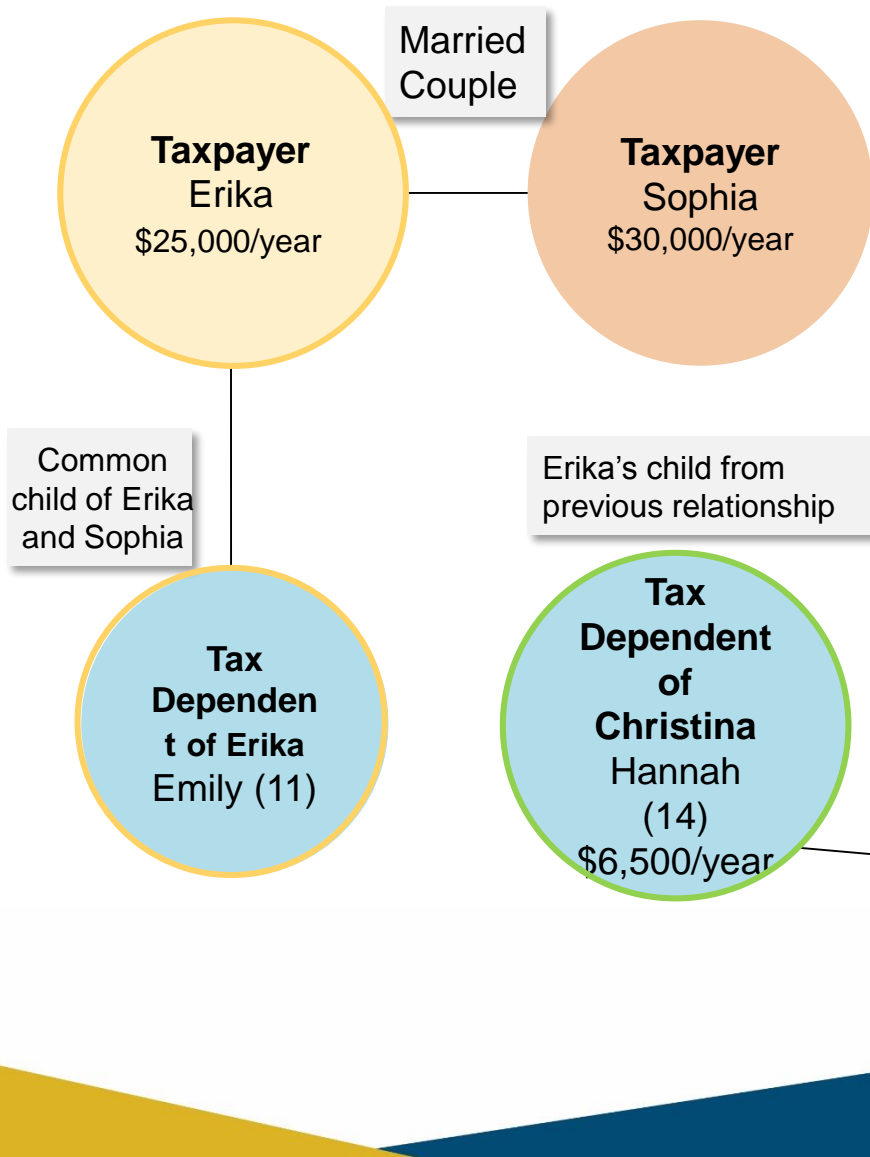 Married
Couple
Taxpayer
Erika
$25,000/year
Taxpayer
Sophia
$30,000/year
Common
child of Erika
and Sophia
Erika’s child from
previous relationship
Tax
Dependen
t of Erika
Emily (11)
Tax
Dependent
of
Christina
Hannah
(14)
$6,500/year